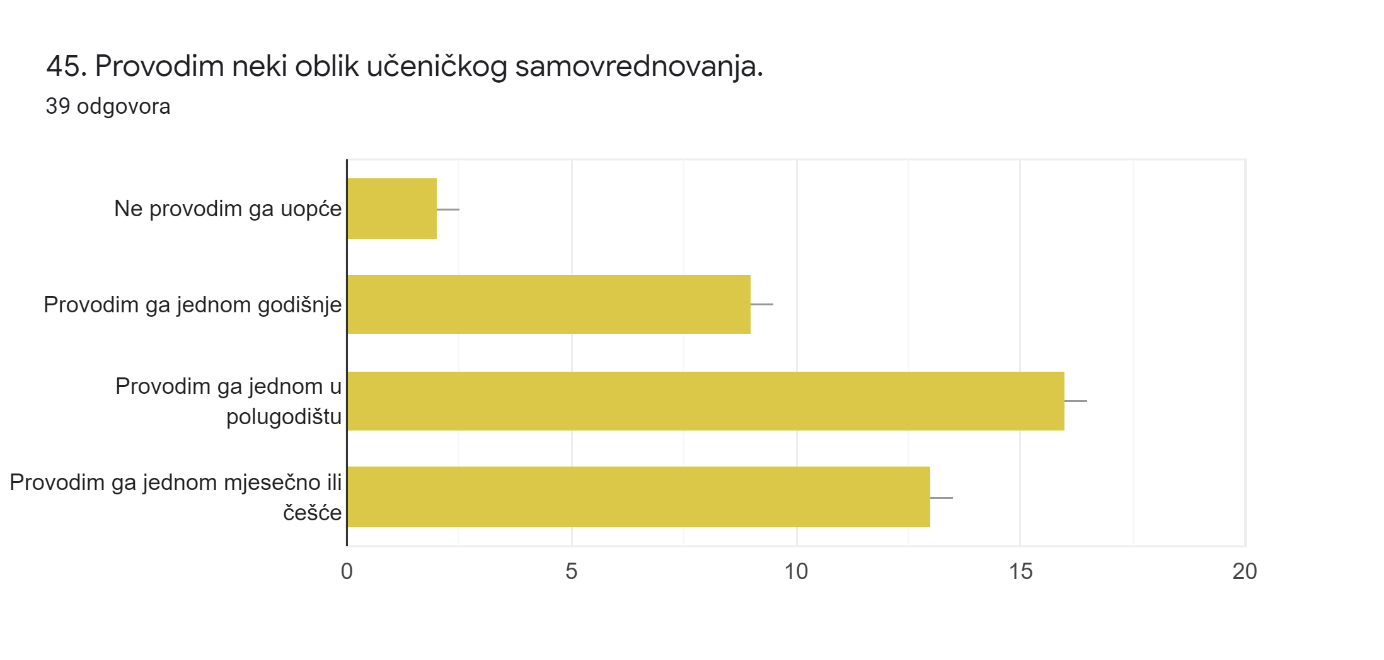 45. Provodim neki oblik učeničkog samovrednovanja.
39 odgovora
Ne provodim ga uopće
Provodim ga jednom godišnje
Provodim ga jednom u
polugodištu
Provodim ga jednom mjesečno ili
češće
0 5 10 15 20